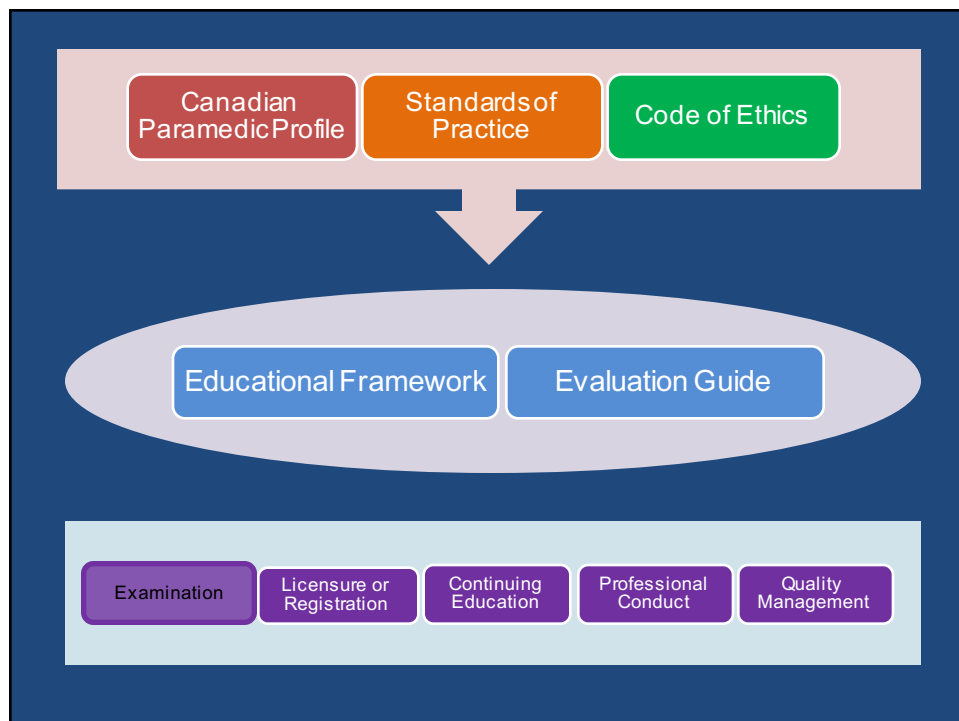 Canadian
Paramedic Profile
Standards of
Practice
Code of Ethics
Educational Framework
Evaluation Guide
Examination
Licensure or
Registration
Continuing
Education
Professional
Conduct
Quality
Management